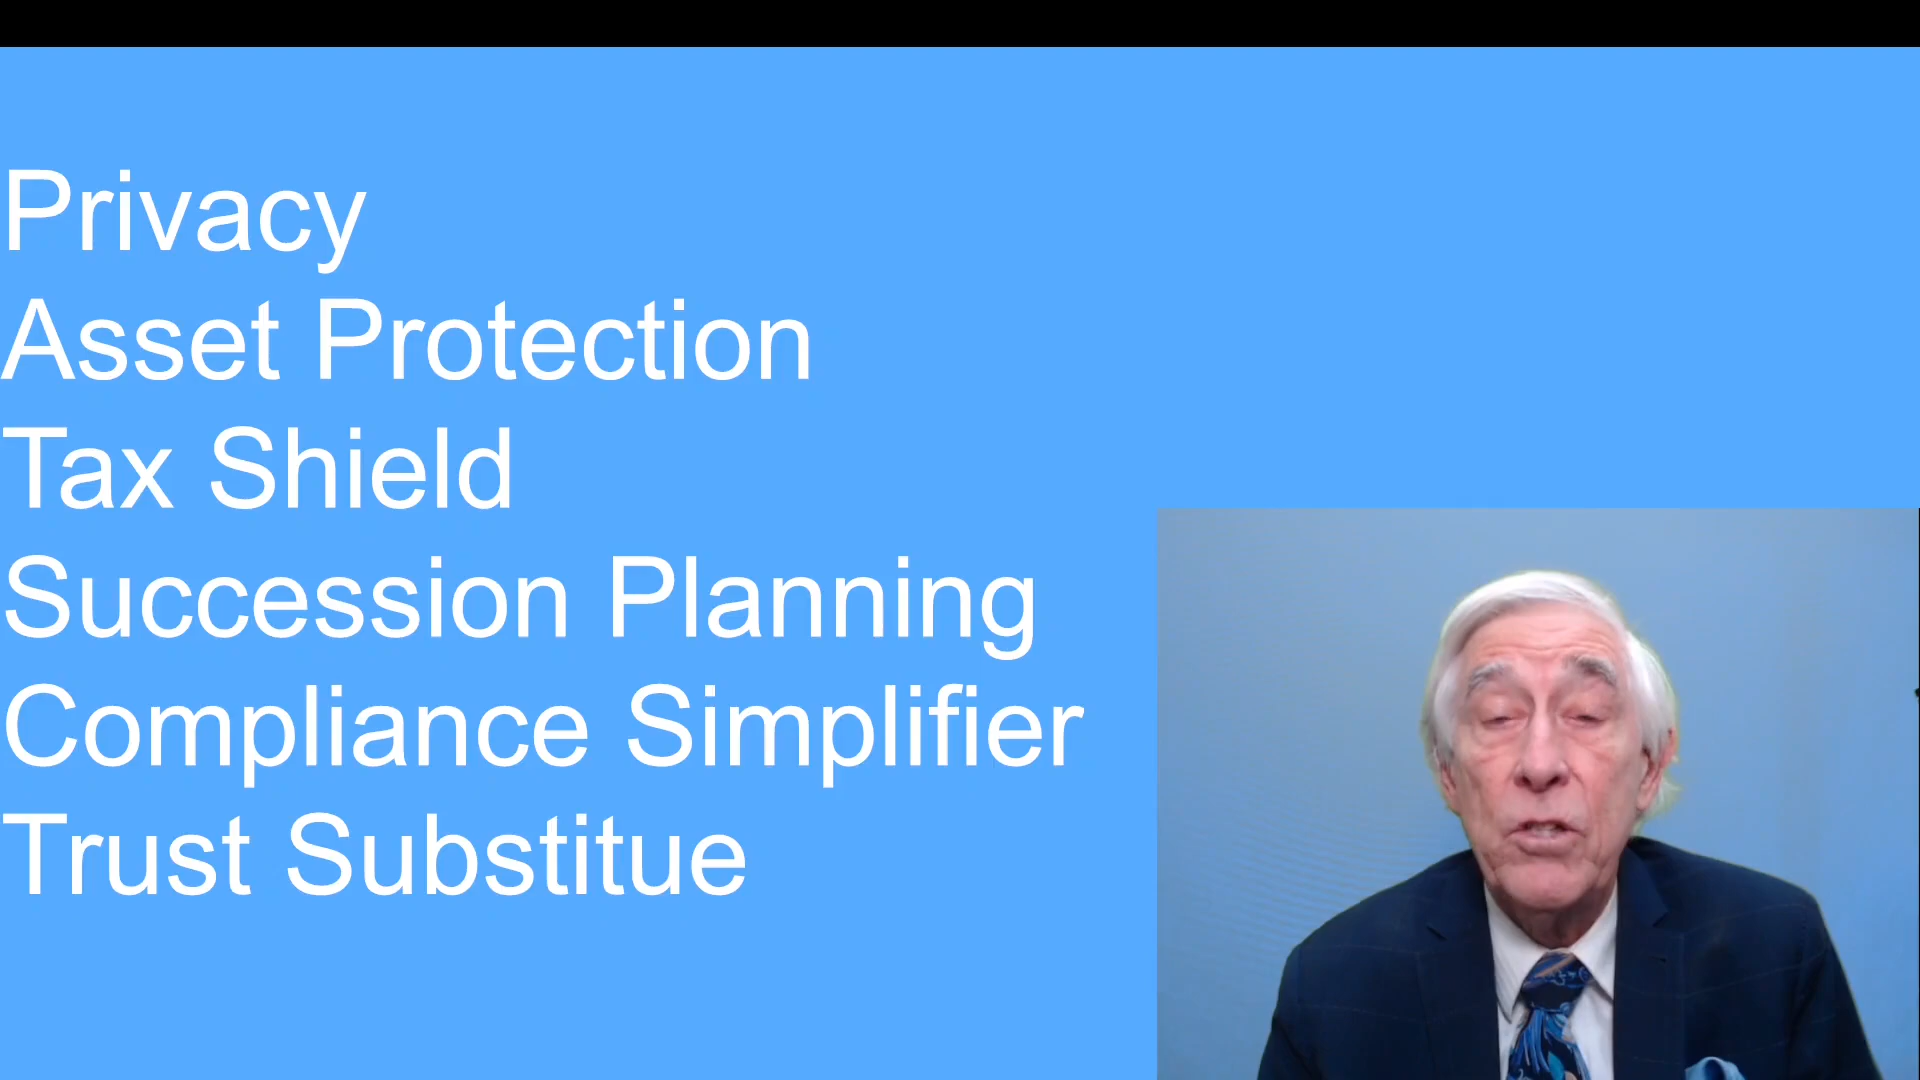 Privacy
Asset Protection
Tax Shield
Succession Planning
Compliance Simplifier
Trust Substitue